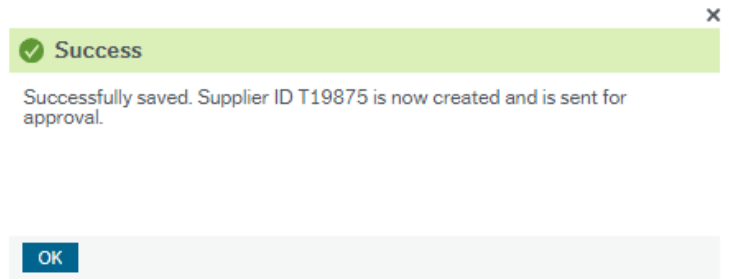 Success
Successfully saved. Supplier ID T19875 is now created and is sent for
approval.
OK